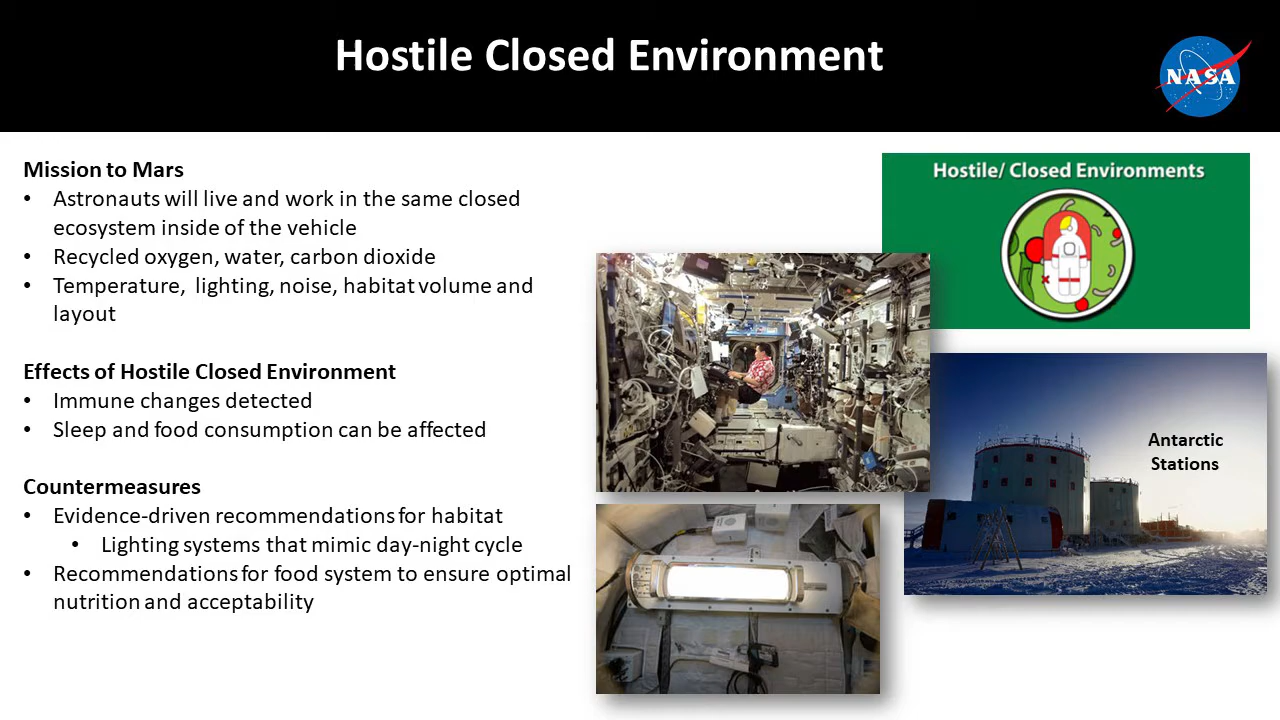 Hostile Closed Environment
NASA
Mission to Mars
• Astronauts will live and work in the same closed
ecosystem inside of the vehicle
• Recycled oxygen, water, carbon dioxide
• Temperature, lighting, noise, habitat volume and
layout
Effects of Hostile Closed Environment
• Immune changes detected
• Sleep and food consumption can be affected
Countermeasures
• Evidence-driven recommendations for habitat
• Lighting systems that mimic day-night cycle
• Recommendations for food system to ensure optimal
nutrition and acceptability
Hostile/ Closed Environments
Antarctic
Stations